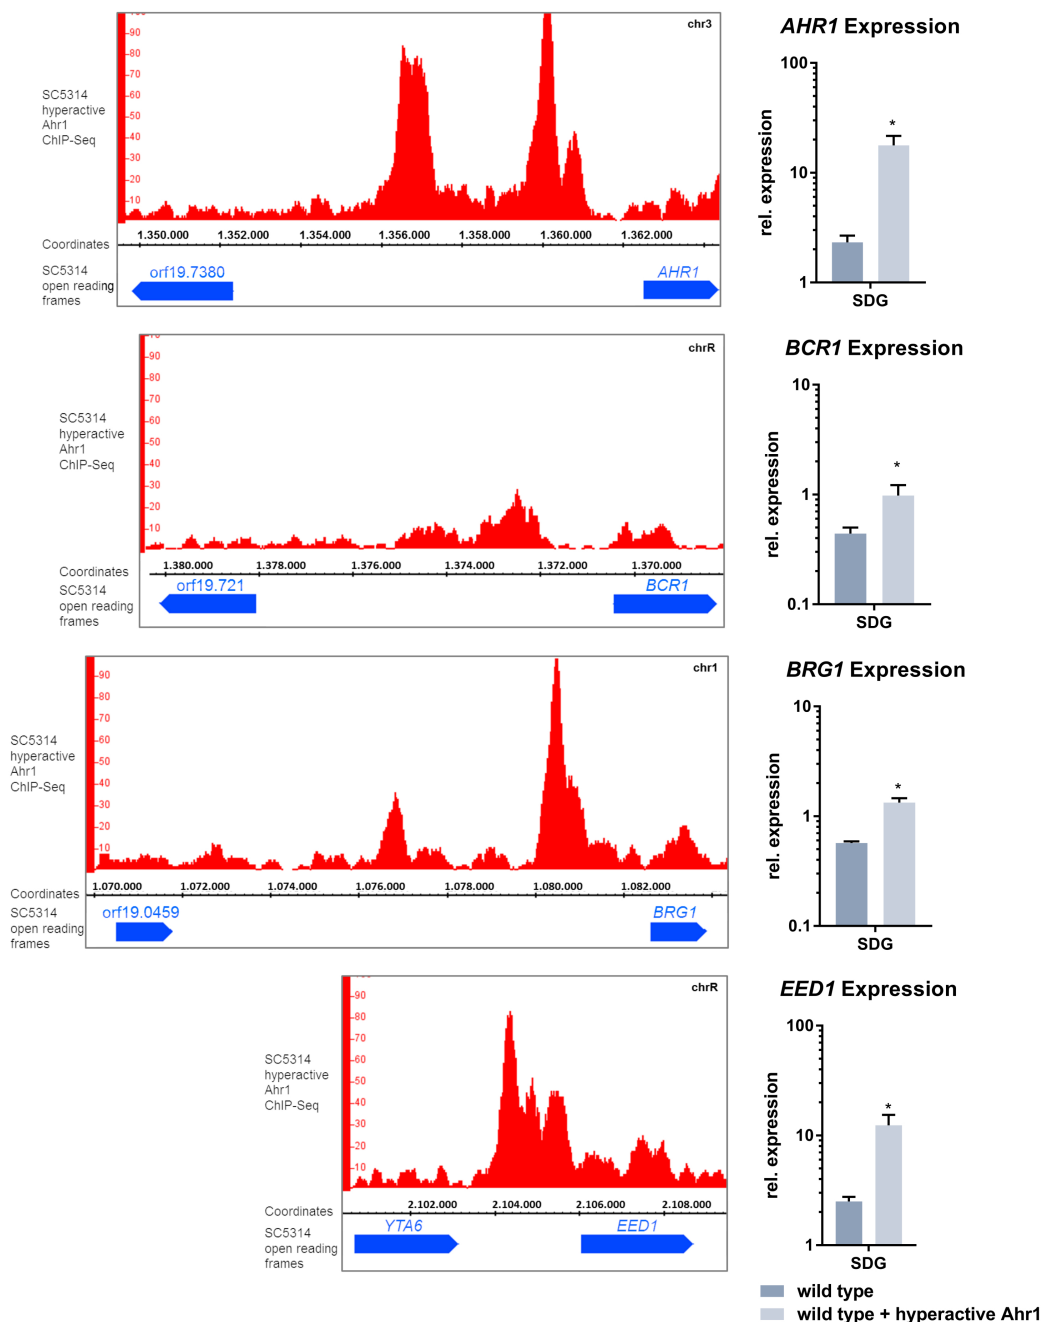 chr3
AHR1 Expression
100
90
80
70
60
50
40
30
20
10
SC5314
hyperactive
Ahr1
ChIP-Seq
Coordinates
1.350.000 1.352.000 1.354.000 1.356.000 1.358.000 1.360.000 1.362.000
SC5314
open reading
frames
orf19.7380
AHR1
rel. expression
100
10
1
*
SDG
chrR
BCR1 Expression
90
80
70
60
50
40
30
20
10
SC5314
hyperactive
Ahr1
ChIP-Seq
Coordinates
1.380.000 1.378.000 1.376.000 1.374.000 1.372.000 1.370.000
SC5314
open reading
frames
orf19.721
BCR1
rel. expression
10
1
0.1
*
SDG
chr1
BRG1 Expression
90
80
70
60
50
40
30
20
10
SC5314
hyperactive
Ahr1
ChIP-Seq
Coordinates
1.070.000 1.072.000 1.074.000 1.076.000 1.078.000 1.080.000 1.082.000
SC5314
open reading
frames
orf19.0459
BRG1
rel. expression
10
1
0.1
*
SDG
chrR
EED1 Expression
90
80
70
60
50
40
30
20
10
SC5314
hyperactive
Ahr1
ChIP-Seq
Coordinates
2.102.000 2.104.000 2.106.000 2.108.000
SC5314
open reading
frames
YTA6
EED1
rel. expression
100
10
1
*
SDG
wild type
wild type + hyperactive Ahr1